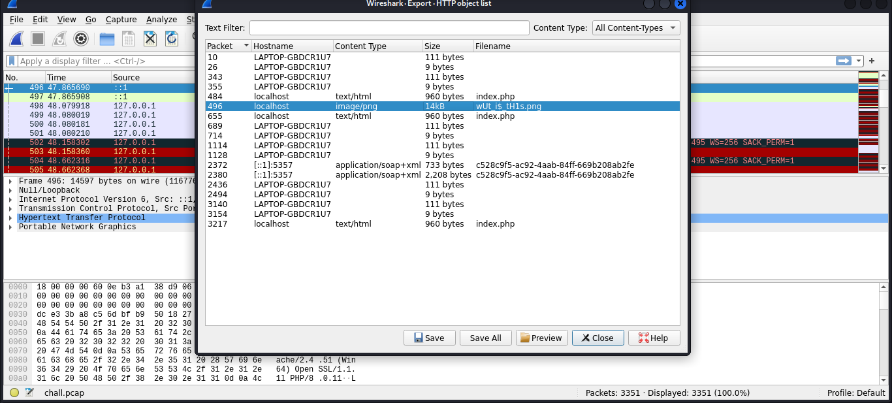 Wireshark · Export · HTTP object list
File Edit View Go Capture Analyze St
Text Filter: Content Type: All Content-Types
Apply a display filter ... <Ctrl-/>
Packet Hostname Content Type Size Filename
10 LAPTOP-GBDCR1U7 111 bytes
26 LAPTOP-GBDCR1U7 9 bytes
343 LAPTOP-GBDCR1U7 111 bytes
355 LAPTOP-GBDCR1U7 9 bytes
484 localhost text/html 960 bytes index.php
496 localhost image/png 14kB wUt_is_tH1s.png
655 localhost text/html 960 bytes index.php
689 LAPTOP-GBDCR1U7 111 bytes
714 LAPTOP-GBDCR1U7 9 bytes
1114 LAPTOP-GBDCR1U7 111 bytes
1128 LAPTOP-GBDCR1U7 9 bytes
2372 [::1]:5357 application/soap+xml 733 bytes c528c9f5-ac92-4aab-84ff-669b208ab2fe
2380 [::1]:5357 application/soap+xml 2,208 bytes c528c9f5-ac92-4aab-84ff-669b208ab2fe
2436 LAPTOP-GBDCR1U7 111 bytes
2494 LAPTOP-GBDCR1U7 9 bytes
3140 LAPTOP-GBDCR1U7 111 bytes
3154 LAPTOP-GBDCR1U7 9 bytes
3217 localhost text/html 960 bytes index.php
Save Save All Preview Close Help
No. Time Source
496 47.865690 ::1
497 47.865908 ::1
498 48.079918 127.0.0.1
499 48.080019 127.0.0.1
500 48.080181 127.0.0.1
501 48.080210 127.0.0.1
502 48.158302 127.0.0.1 495 WS=256 SACK_PERM=1
503 48.158360 127.0.0.1
504 48.662316 127.0.0.1 495 WS=256 SACK_PERM=1
505 48.662368 127.0.0.1
Frame 496: 14597 bytes on wire (116776
Null/Loopback
Internet Protocol Version 6, Src: ::1,
Transmission Control Protocol, Src Por
Hypertext Transfer Protocol
Portable Network Graphics
0000 18 00 00 00 60 0e b3 a1 38 d9 06
0010 00 00 00 00 00 00 00 00 00 00 00
0020 00 00 00 00 00 00 00 00 00 00 00
0030 dc e3 3b a8 c5 6d bf b9 50 18 27
0040 48 54 54 50 2f 31 2e 31 20 32 30
0050 0a 44 61 74 65 3a 20 53 61 74 2c
0060 65 63 20 32 30 32 32 20 30 31 3a
0070 20 47 4d 54 0d 0a 53 65 72 76 65
0080 61 63 68 65 2f 32 2e 34 2e 35 31 20 28 57 69 6e ache/2.4 .51 (Win
0090 36 34 29 20 4f 70 65 6e 53 53 4c 2f 31 2e 31 2e 64) Open SSL/1.1.
00a0 31 6c 20 50 48 50 2f 38 2e 30 2e 31 31 0d 0a 4c 1l PHP/8 .0.11··L
chall.pcap Packets: 3351 · Displayed: 3351 (100.0%) Profile: Default